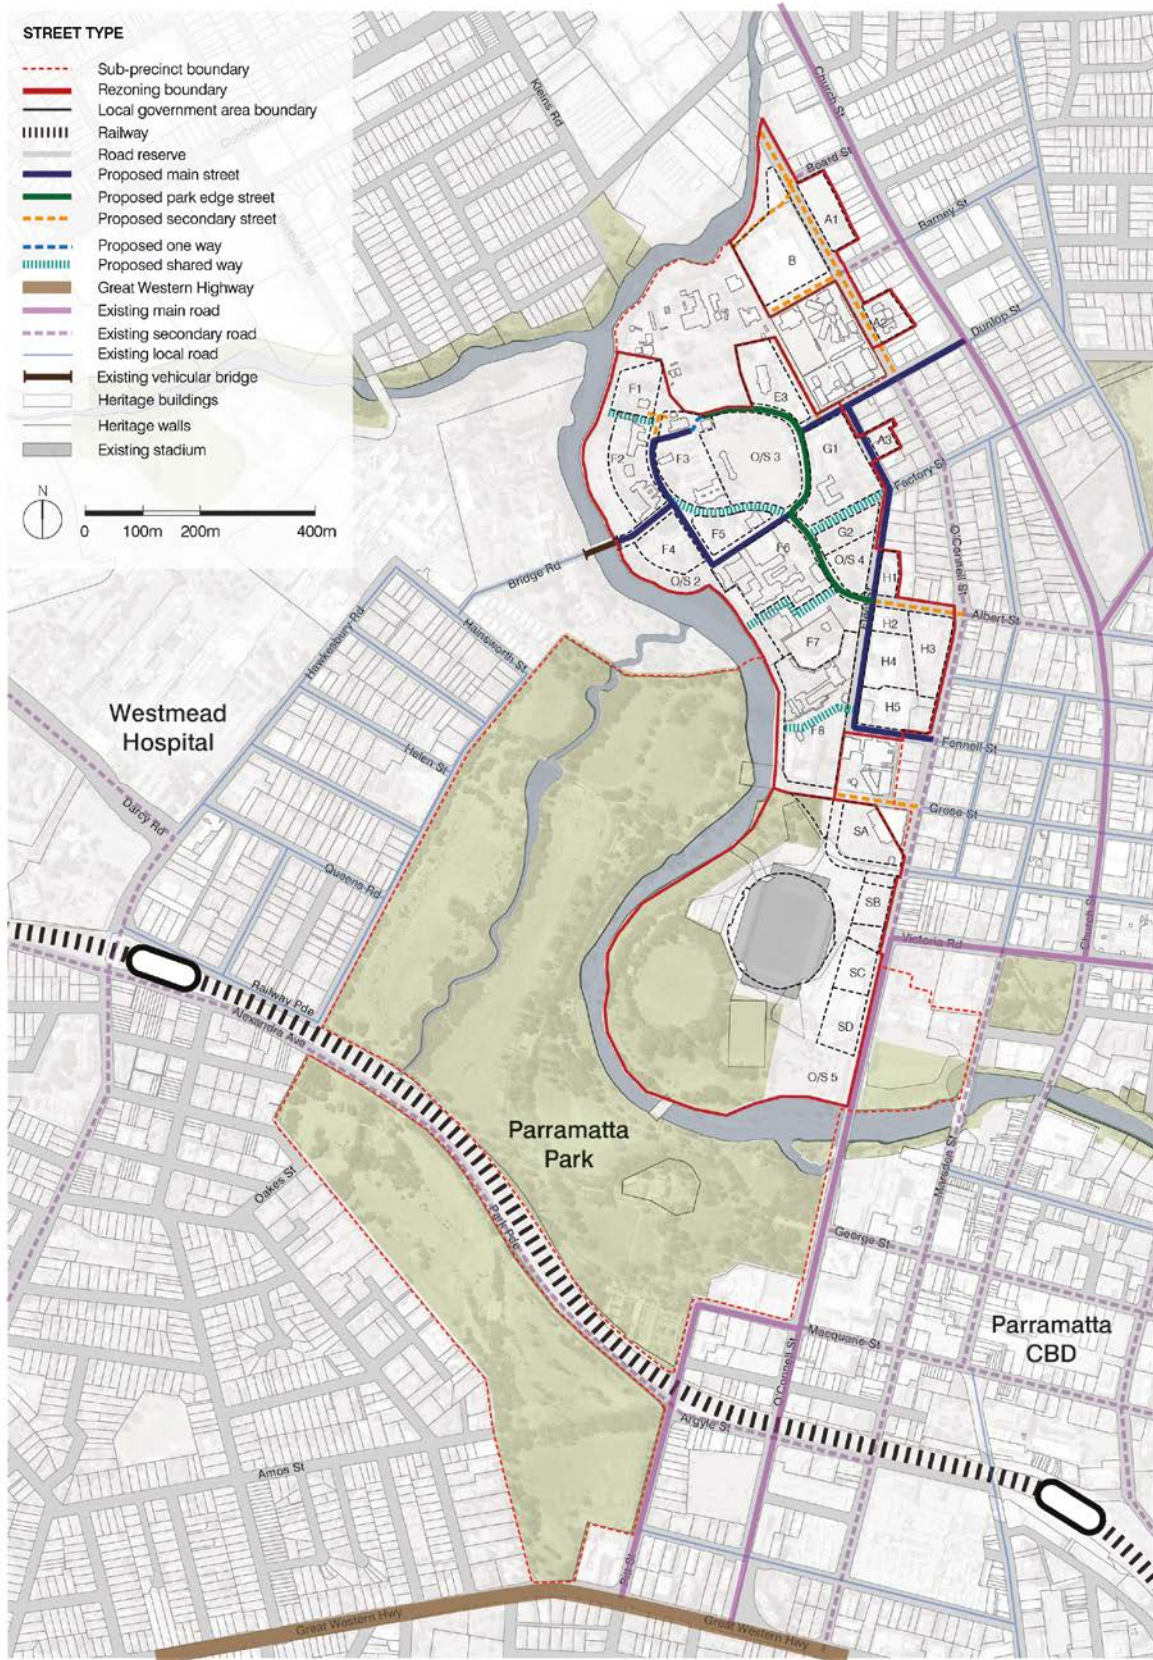 STREET TYPE
Sub-precinct boundary
Rezoning boundary
Local government area boundary
Railway
Road reserve
Proposed main street
Proposed park edge street
Proposed secondary street
Proposed one way
Proposed shared way
Great Western Highway
Existing main road
Existing secondary road
Existing local road
Existing vehicular bridge
Heritage buildings
Heritage walls
Existing stadium
N
0 100m 200m 400m
Kleins Rd
Church St
Board St
Barney St
Dunlop St
A1
B
A2
E3
F1
A3
G1
F2
F3
O/S 3
Factory St
G2
O/S 4
F5
F6
F4
O/S 2
Bridge Rd
O'Connell St
H1
Albert St
H2
H3
H4
H5
F7
F8
Fennell St
Grose St
Hainsworth St
Hawkesbury Rd
Westmead
Hospital
Helen St
Darcy Rd
Queens Rd
SA
SB
SC
SD
O/S 5
Victoria Rd
Church St
Railway Pde
Alexandra Ave
Parramatta
Park
Oakes St
Park Pde
Marsden St
George St
Macquarie St
Parramatta
CBD
O'Connell St
Argyle St
Amos St
Pitt St
Great Western Hwy
Great Western Hwy